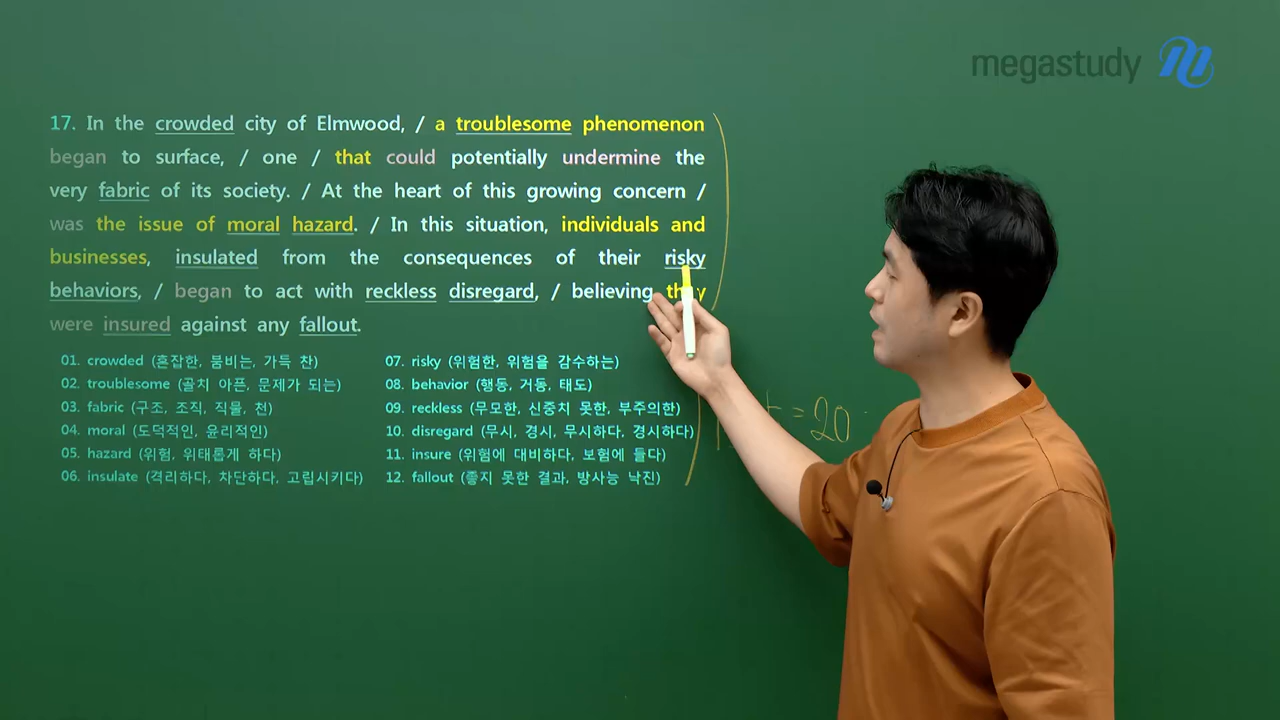 megastudy
17. In the crowded city of Elmwood, / a troublesome phenomenon
began to surface, / one / that could potentially undermine the
very fabric of its society. / At the heart of this growing concern /
was the issue of moral hazard. / In this situation, individuals and
businesses, insulated from the consequences of their risky
behaviors, / began to act with reckless disregard, / believing they
were insured against any fallout.
01. crowded (혼잡한, 붐비는, 가득 찬)
02. troublesome (골치 아픈, 문제가 되는)
03. fabric (구조, 조직, 직물, 천)
04. moral (도덕적인, 윤리적인)
05. hazard (위험, 위태롭게 하다)
06. insulate (격리하다, 차단하다, 고립시키다)
07. risky (위험한, 위험을 감수하는)
08. behavior (행동, 거동, 태도)
09. reckless (무모한, 신중치 못한, 부주의한)
10. disregard (무시, 경시, 무시하다, 경시하다)
11. insure (위험에 대비하다, 보험에 들다)
12. fallout (좋지 못한 결과, 방사능 낙진)
= 20